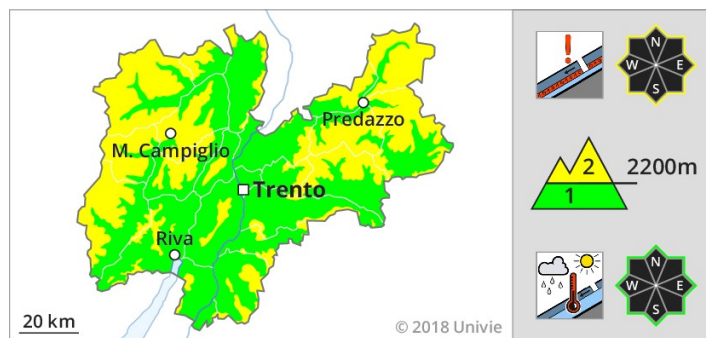 Predazzo
M. Campiglio
Trento
Riva
20 km
© 2018 Univie
N
W E
S
2 2200m
1
N
W E
S